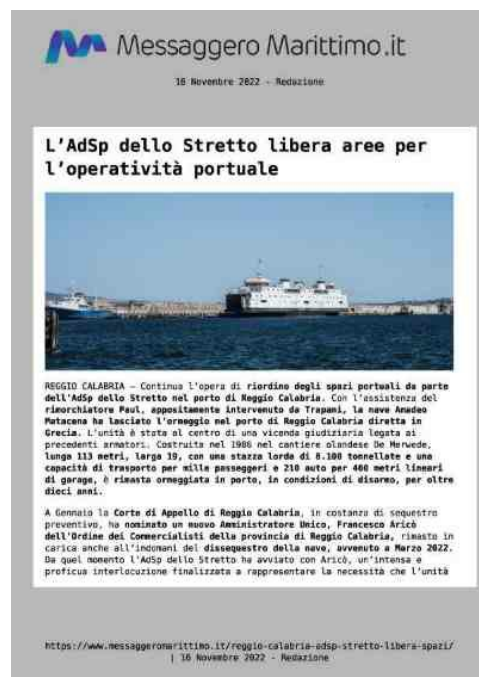 Messaggero Marittimo.it
16 Novembre 2022 - Redazione
L'AdSp dello Stretto libera aree per
l'operatività portuale
REGGIO CALABRIA – Continua l'opera di riordino degli spazi portuali da parte
dell'AdSp dello Stretto nel porto di Reggio Calabria. Con l'assistenza del
rimorchiatore Paul, appositamente intervenuto da Trapani, la nave Amadeo
Matacena ha lasciato l'ormeggio nel porto di Reggio Calabria diretta in
Grecia. L'unità è stata al centro di una vicenda giudiziaria legata ai
precedenti armatori. Costruita nel 1986 nel cantiere olandese De Merwede,
lunga 113 metri, larga 19, con una stazza lorda di 8.100 tonnellate e una
capacità di trasporto per mille passeggeri e 210 auto per 460 metri lineari
di garage, è rimasta ormeggiata in porto, in condizioni di disarmo, per oltre
dieci anni.
A Gennaio la Corte di Appello di Reggio Calabria, in costanza di sequestro
preventivo, ha nominato un nuovo Amministratore Unico, Francesco Aricò
dell'Ordine dei Commercialisti della provincia di Reggio Calabria, rimasto in
carica anche all'indomani del dissequestro della nave, avvenuto a Marzo 2022.
Da quel momento l'AdSp dello Stretto ha avviato con Aricò, un'intensa e
proficua interlocuzione finalizzata a rappresentare la necessità che l'unità
https://www.messaggeromarittimo.it/reggio-calabria-adsp-stretto-libera-spazi/
| 16 Novembre 2022 - Redazione